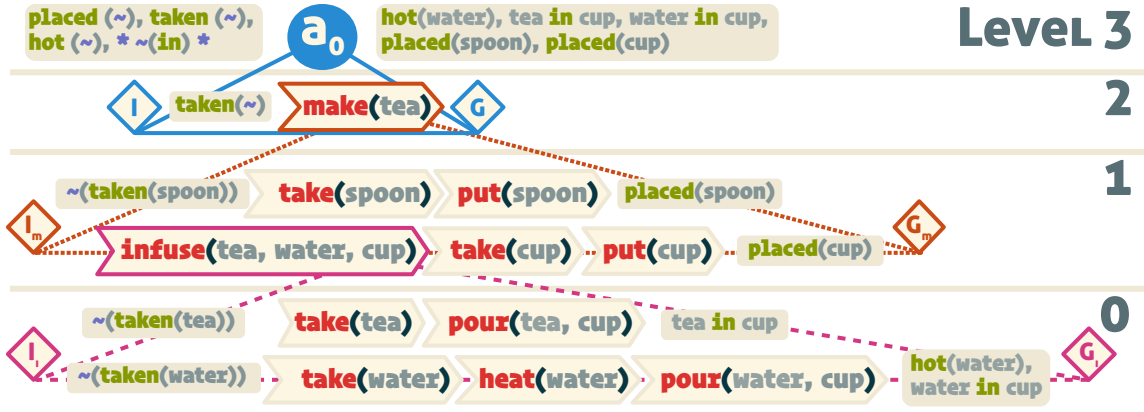 placed (~), taken (~),
hot (~), * ~(in) *
a0
hot(water), tea in cup, water in cup,
placed(spoon), placed(cup)
Level 3
I
taken(~)
make(tea)
G
2
~(taken(spoon))
take(spoon)
put(spoon)
placed(spoon)
1
Im
infuse(tea, water, cup)
take(cup)
put(cup)
placed(cup)
Gm
~(taken(tea))
take(tea)
pour(tea, cup)
tea in cup
0
Ii
~(taken(water))
take(water)
heat(water)
pour(water, cup)
hot(water),
water in cup
Gi